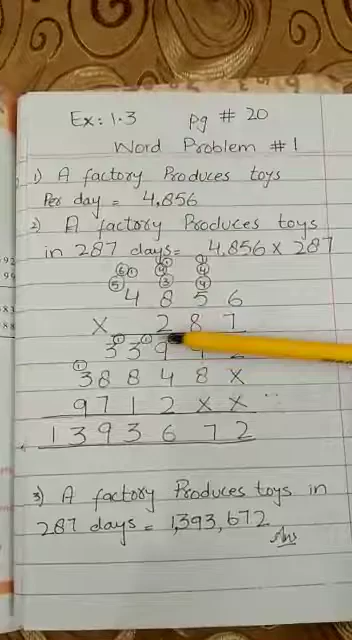 Ex: 1.3 Pg # 20
Word Problem # 1
1) A factory Produces toys
Per day = 4,856
2) A factory Produces toys
in 287 days = 4,856 x 287
4 8 5 6
x 2 8 7
3 3 9
3 8 8 4 8 x
9 7 1 2 x x
1 3 9 3 6 7 2
3) A factory Produces toys in
287 days = 1,393,672
Ans